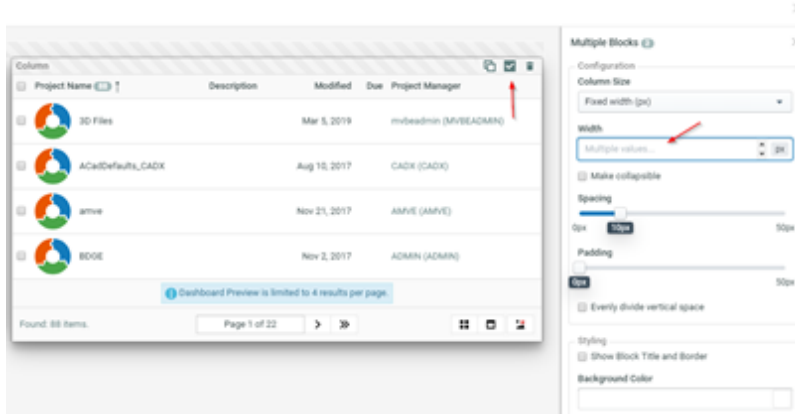 Multiple Blocks
Column
Configuration
Column Size
Project Name Description Modified Due Project Manager
Fixed width (px)
3D Files Mar 5, 2019 mvbeadmin (MVBEADMIN)
Width
Multiple values... px
ACadDefaults_CADX Aug 10, 2017 CADX (CADX)
Make collapsible
Spacing
amve Nov 21, 2017 AMVE (AMVE)
0px 10px 50px
Padding
BDGE Nov 2, 2017 ADMIN (ADMIN)
0px 50px
Dashboard Preview is limited to 4 results per page.
Evenly divide vertical space
Found: 88 items. Page 1 of 22
Styling
Show Block Title and Border
Background Color